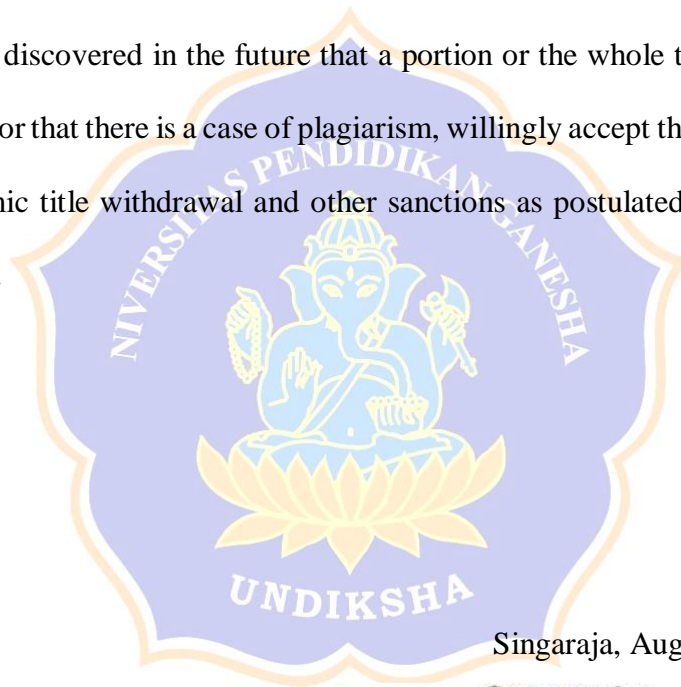 discovered in the future that a portion or the whole t
or that there is a case of plagiarism, willingly accept th
nic title withdrawal and other sanctions as postulated
NIVERSITAS PENDIDIKAN GANESHA
UNDIKSHA
Singaraja, Aug